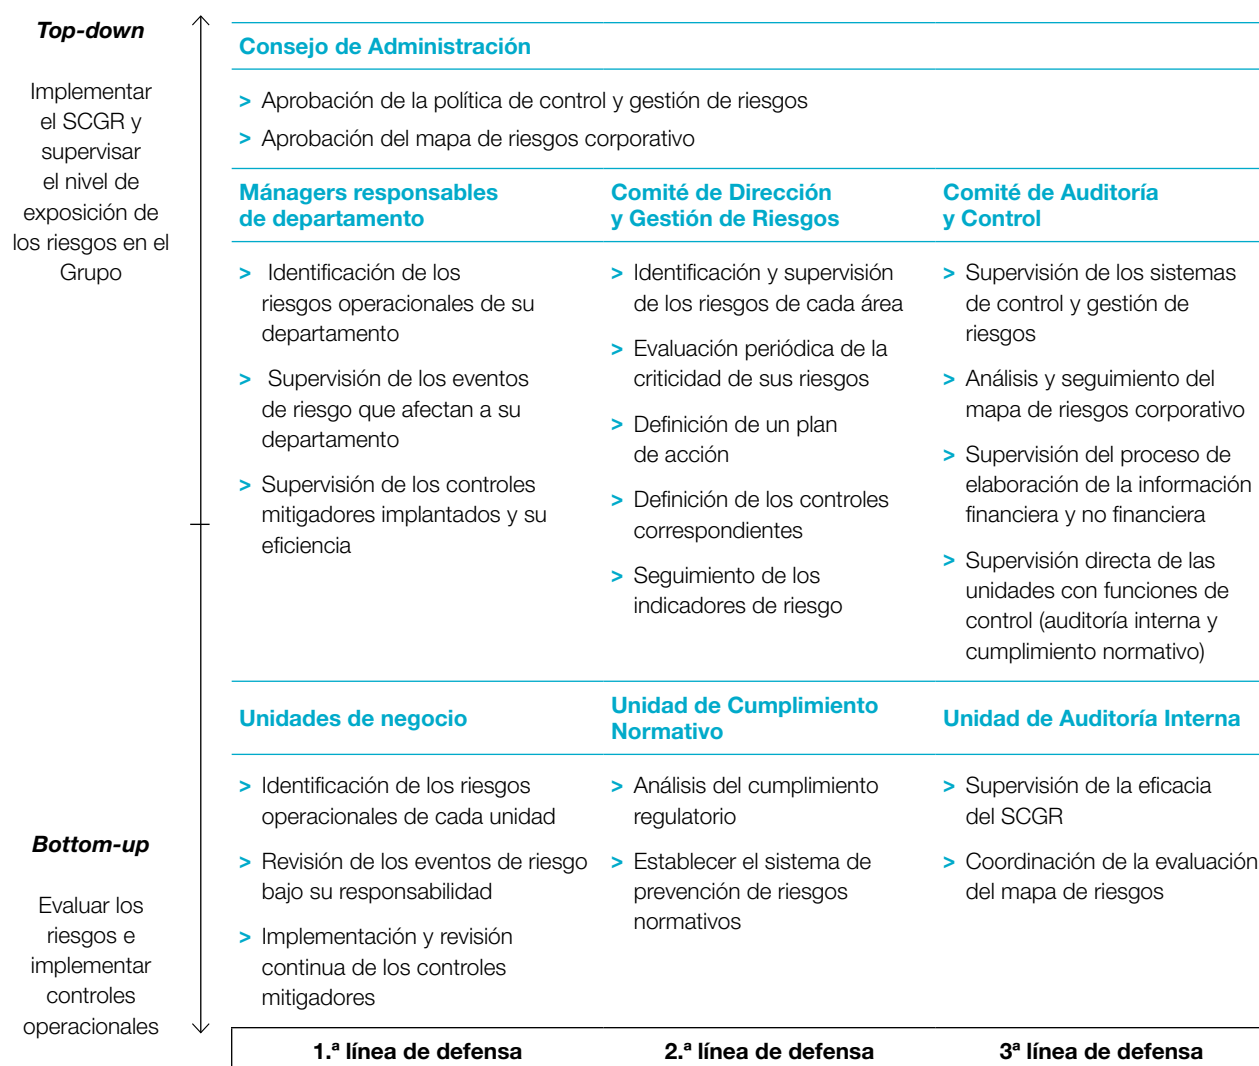 Top-down
Implementar
el SCGR y
supervisar
el nivel de
exposición de
los riesgos en el
Grupo
Consejo de Administración
> Aprobación de la política de control y gestión de riesgos
> Aprobación del mapa de riesgos corporativo
Mánagers responsables
de departamento
> Identificación de los
riesgos operacionales de su
departamento
> Supervisión de los eventos
de riesgo que afectan a su
departamento
> Supervisión de los controles
mitigadores implantados y su
eficiencia
Comité de Dirección
y Gestión de Riesgos
> Identificación y supervisión
de los riesgos de cada área
> Evaluación periódica de la
criticidad de sus riesgos
> Definición de un plan
de acción
> Definición de los controles
correspondientes
> Seguimiento de los
indicadores de riesgo
Comité de Auditoría
y Control
> Supervisión de los sistemas
de control y gestión de
riesgos
> Análisis y seguimiento del
mapa de riesgos corporativo
> Supervisión del proceso de
elaboración de la información
financiera y no financiera
> Supervisión directa de las
unidades con funciones de
control (auditoría interna y
cumplimiento normativo)
Bottom-up
Evaluar los
riesgos e
implementar
controles
operacionales
Unidades de negocio
> Identificación de los riesgos
operacionales de cada unidad
> Revisión de los eventos de riesgo
bajo su responsabilidad
> Implementación y revisión
continua de los controles
mitigadores
Unidad de Cumplimiento
Normativo
> Análisis del cumplimiento
regulatorio
> Establecer el sistema de
prevención de riesgos
normativos
Unidad de Auditoría Interna
> Supervisión de la eficacia
del SCGR
> Coordinación de la evaluación
del mapa de riesgos
1.ª línea de defensa
2.ª línea de defensa
3ª línea de defensa